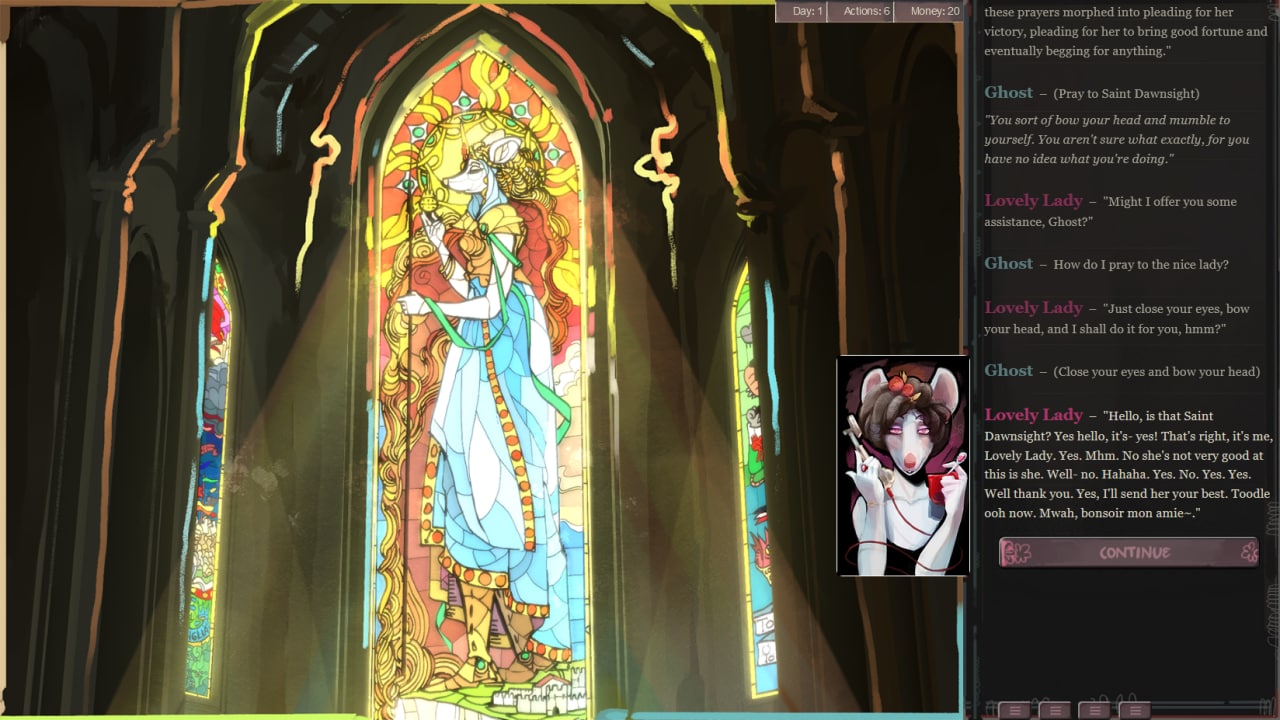 Day: 1 Actions: 6 Money: 20
these prayers morphed into pleading for her
victory, pleading for her to bring good fortune and
eventually begging for anything."
Ghost – (Pray to Saint Dawnsight)
"You sort of bow your head and mumble to
yourself. You aren't sure what exactly, for you
have no idea what you're doing."
Lovely Lady – "Might I offer you some
assistance, Ghost?"
Ghost – How do I pray to the nice lady?
Lovely Lady – "Just close your eyes, bow
your head, and I shall do it for you, hmm?"
Ghost – (Close your eyes and bow your head)
Lovely Lady – "Hello, is that Saint
Dawnsight? Yes hello, it's- yes! That's right, it's me,
Lovely Lady. Yes. Mhm. No she's not very good at
this is she. Well- no. Hahaha. Yes. No. Yes. Yes.
Well thank you. Yes, I'll send her your best. Toodle
ooh now. Mwah, bonsoir mon amie~."
CONTINUE